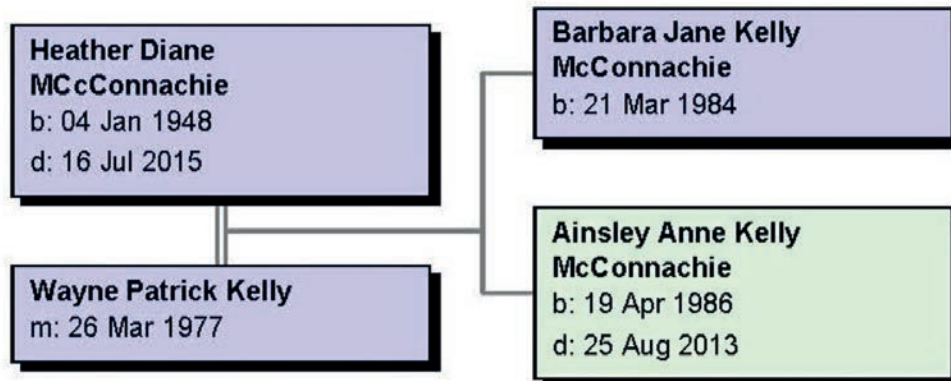 Heather Diane
MCcConnachie
b: 04 Jan 1948
d: 16 Jul 2015
Wayne Patrick Kelly
m: 26 Mar 1977
Barbara Jane Kelly
McConnachie
b: 21 Mar 1984
Ainsley Anne Kelly
McConnachie
b: 19 Apr 1986
d: 25 Aug 2013